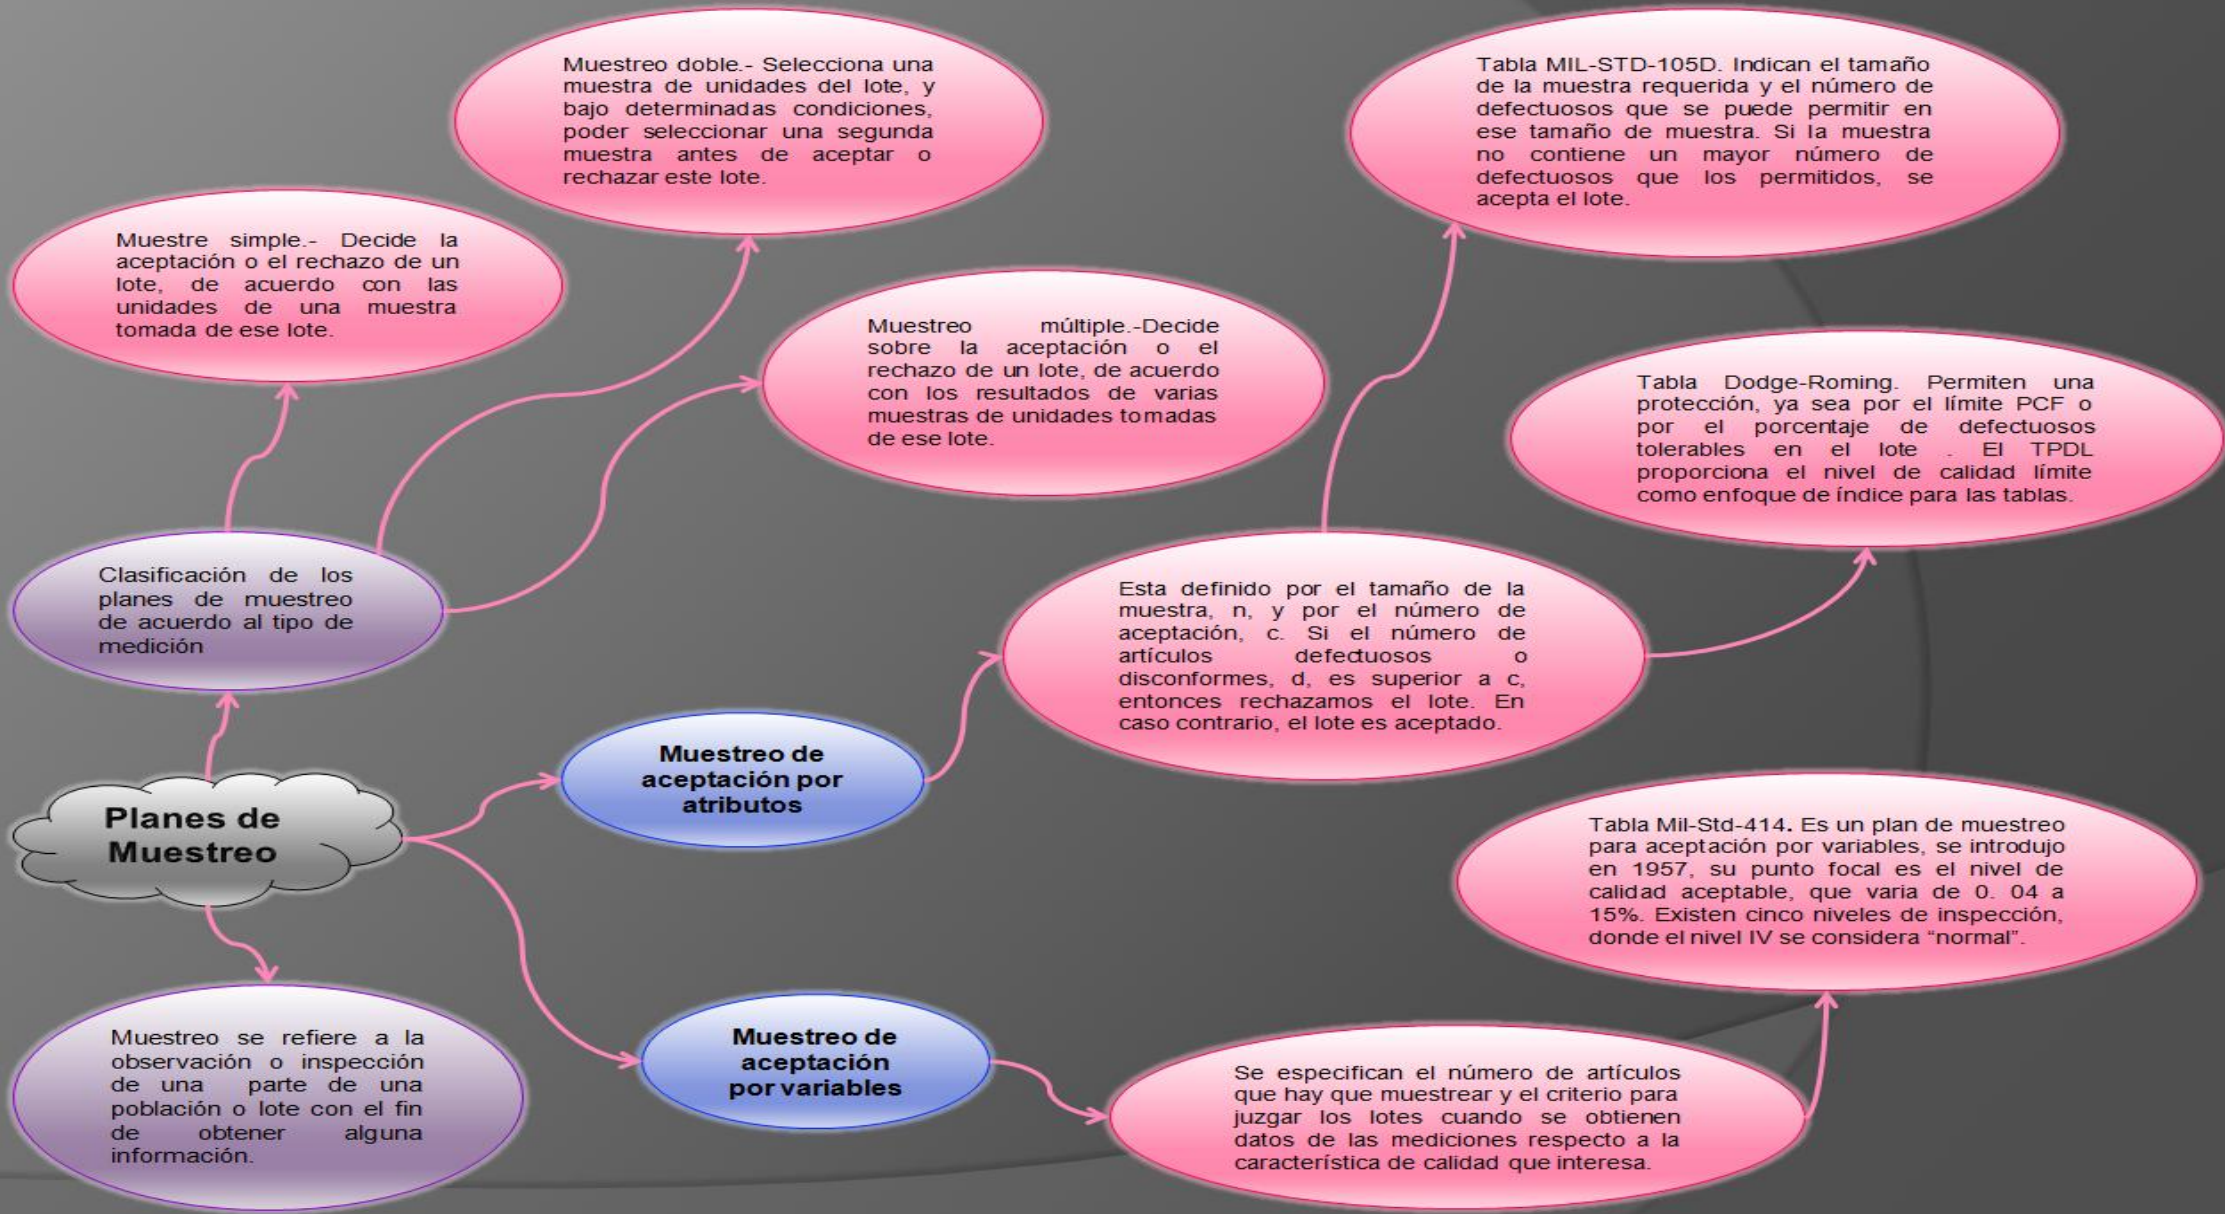 Muestreo doble.- Selecciona una
muestra de unidades del lote, y
bajo determinadas condiciones,
poder seleccionar una segunda
muestra antes de aceptar o
rechazar este lote.
Tabla MIL-STD-105D. Indican el tamaño
de la muestra requerida y el número de
defectuosos que se puede permitir en
ese tamaño de muestra. Si la muestra
no contiene un mayor número de
defectuosos que los permitidos, se
acepta el lote.
Muestre simple.- Decide la
aceptación o el rechazo de un
lote, de acuerdo con las
unidades de una muestra
tomada de ese lote.
Muestreo múltiple.-Decide
sobre la aceptación o el
rechazo de un lote, de acuerdo
con los resultados de varias
muestras de unidades tomadas
de ese lote.
Tabla Dodge-Roming. Permiten una
protección, ya sea por el límite PCF o
por el porcentaje de defectuosos
tolerables en el lote . El TPDL
proporciona el nivel de calidad límite
como enfoque de índice para las tablas.
Clasificación de los
planes de muestreo
de acuerdo al tipo de
medición
Esta definido por el tamaño de la
muestra, n, y por el número de
aceptación, c. Si el número de
artículos defectuosos o
disconformes, d, es superior a c,
entonces rechazamos el lote. En
caso contrario, el lote es aceptado.
Muestreo de
aceptación por
atributos
Planes de
Muestreo
Tabla Mil-Std-414. Es un plan de muestreo
para aceptación por variables, se introdujo
en 1957, su punto focal es el nivel de
calidad aceptable, que varia de 0. 04 a
15%. Existen cinco niveles de inspección,
donde el nivel IV se considera “normal”.
Muestreo se refiere a la
observación o inspección
de una parte de una
población o lote con el fin
de obtener alguna
información.
Muestreo de
aceptación
por variables
Se especifican el número de artículos
que hay que muestrear y el criterio para
juzgar los lotes cuando se obtienen
datos de las mediciones respecto a la
característica de calidad que interesa.